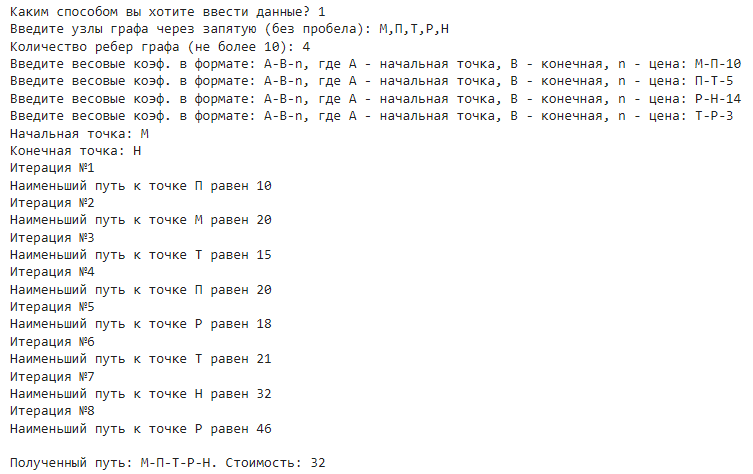 Каким способом вы хотите ввести данные? 1
Введите узлы графа через запятую (без пробела): М,П,Т,Р,Н
Количество ребер графа (не более 10): 4
Введите весовые коэф. в формате: A-B-n, где A - начальная точка, B - конечная, n - цена: М-П-10
Введите весовые коэф. в формате: A-B-n, где A - начальная точка, B - конечная, n - цена: П-Т-5
Введите весовые коэф. в формате: A-B-n, где A - начальная точка, B - конечная, n - цена: Р-Н-14
Введите весовые коэф. в формате: A-B-n, где A - начальная точка, B - конечная, n - цена: Т-Р-3
Начальная точка: М
Конечная точка: Н
Итерация №1
Наименьший путь к точке П равен 10
Итерация №2
Наименьший путь к точке М равен 20
Итерация №3
Наименьший путь к точке Т равен 15
Итерация №4
Наименьший путь к точке П равен 20
Итерация №5
Наименьший путь к точке Р равен 18
Итерация №6
Наименьший путь к точке Т равен 21
Итерация №7
Наименьший путь к точке Н равен 32
Итерация №8
Наименьший путь к точке Р равен 46
Полученный путь: М-П-Т-Р-Н. Стоимость: 32